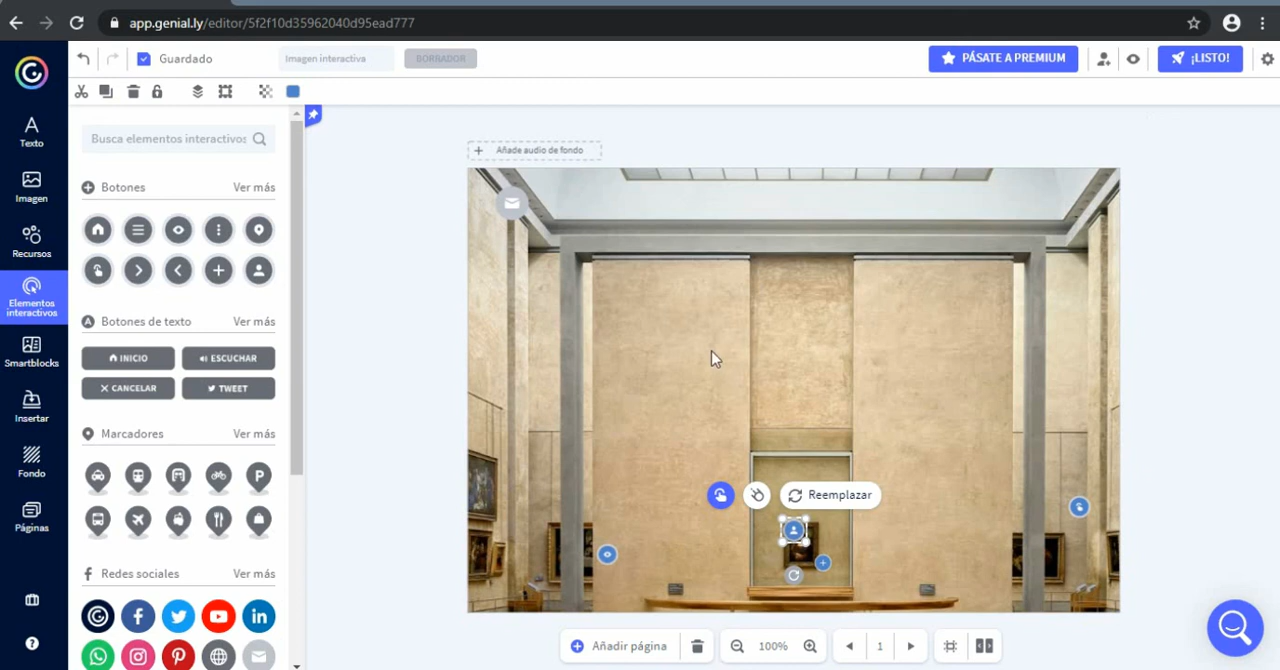 app.genial.ly/editor/5f2f10d35962040d95ead777
Guardado
Imagen interactiva
BORRADOR
PÁSATE A PREMIUM
¡LISTO!
Texto
Imagen
Recursos
Elementos
interactivos
Smartblocks
Insertar
Fondo
Páginas
Busca elementos interactivos
Botones
Ver más
Botones de texto
Ver más
INICIO
ESCUCHAR
CANCELAR
TWEET
Marcadores
Ver más
P
Redes sociales
Ver más
Añade audio de fondo
Reemplazar
Añadir página
100%
1